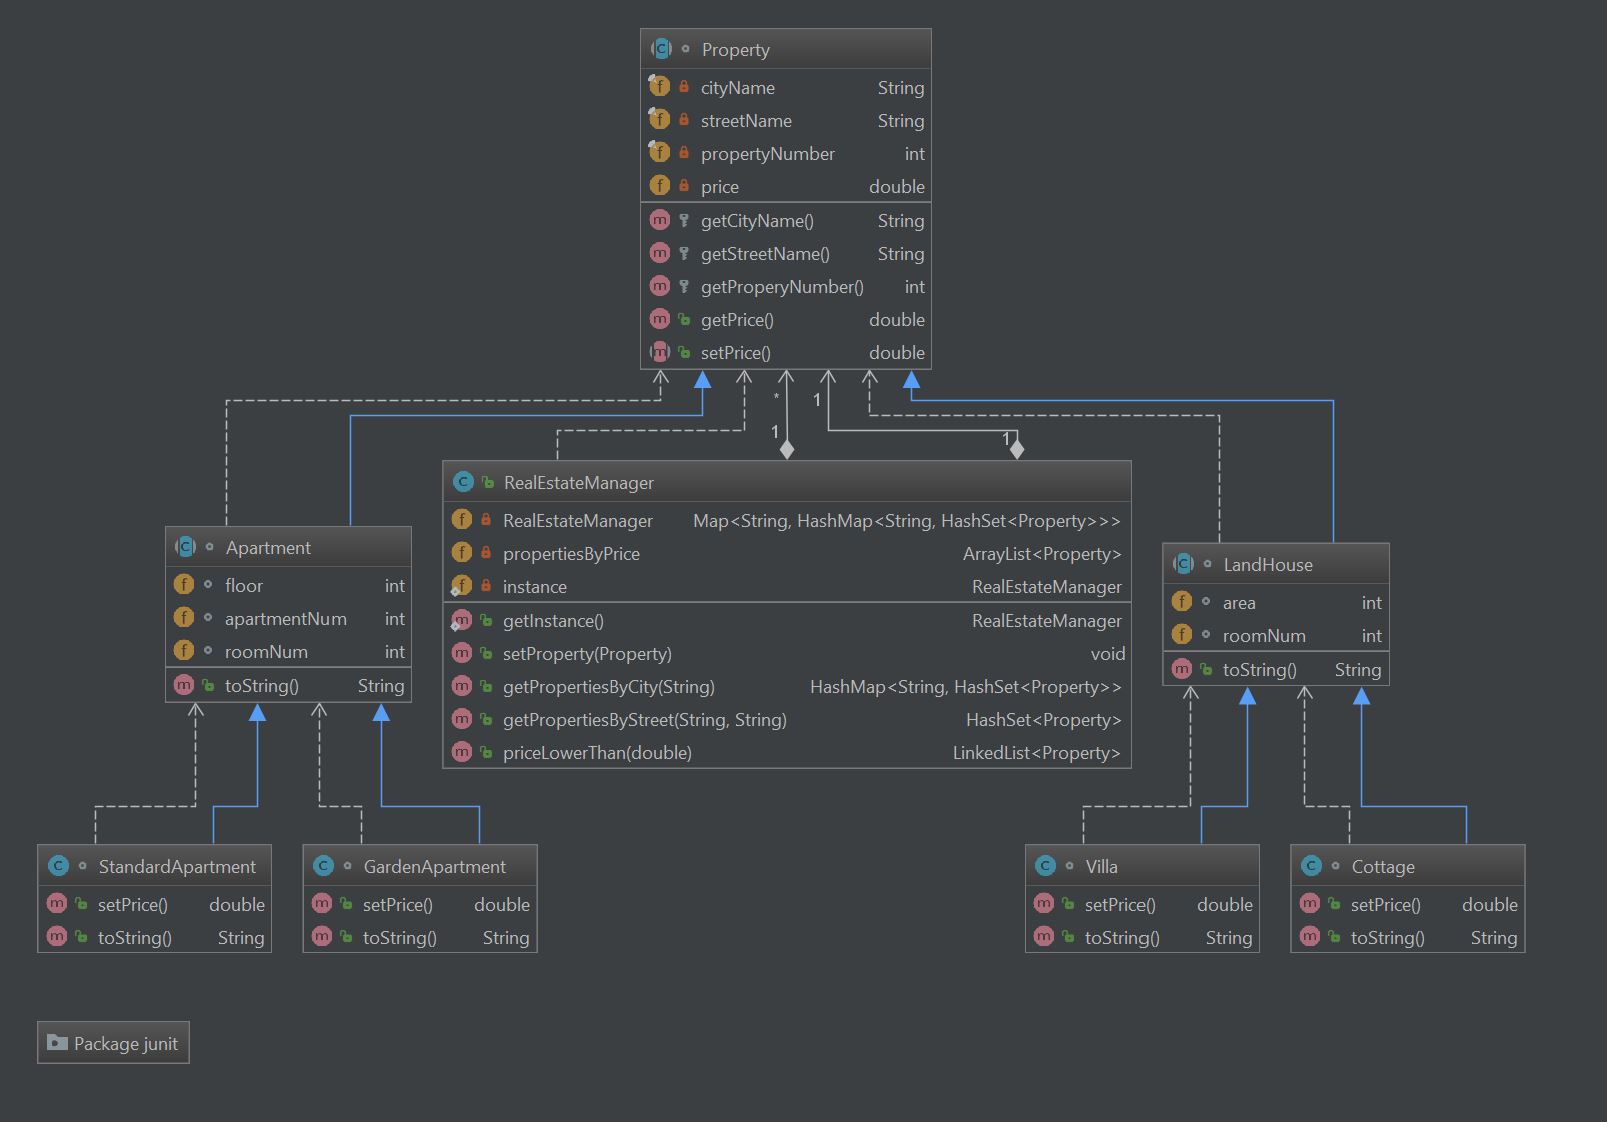 Property
cityName String
streetName String
propertyNumber int
price double
getCityName() String
getStreetName() String
getProperyNumber() int
getPrice() double
setPrice() double
* 1
1 1
RealEstateManager
RealEstateManager Map<String, HashMap<String, HashSet<Property>>>
propertiesByPrice ArrayList<Property>
instance RealEstateManager
getInstance() RealEstateManager
setProperty(Property) void
getPropertiesByCity(String) HashMap<String, HashSet<Property>>
getPropertiesByStreet(String, String) HashSet<Property>
priceLowerThan(double) LinkedList<Property>
Apartment
floor int
apartmentNum int
roomNum int
toString() String
LandHouse
area int
roomNum int
toString() String
StandardApartment
setPrice() double
toString() String
GardenApartment
setPrice() double
toString() String
Villa
setPrice() double
toString() String
Cottage
setPrice() double
toString() String
Package junit